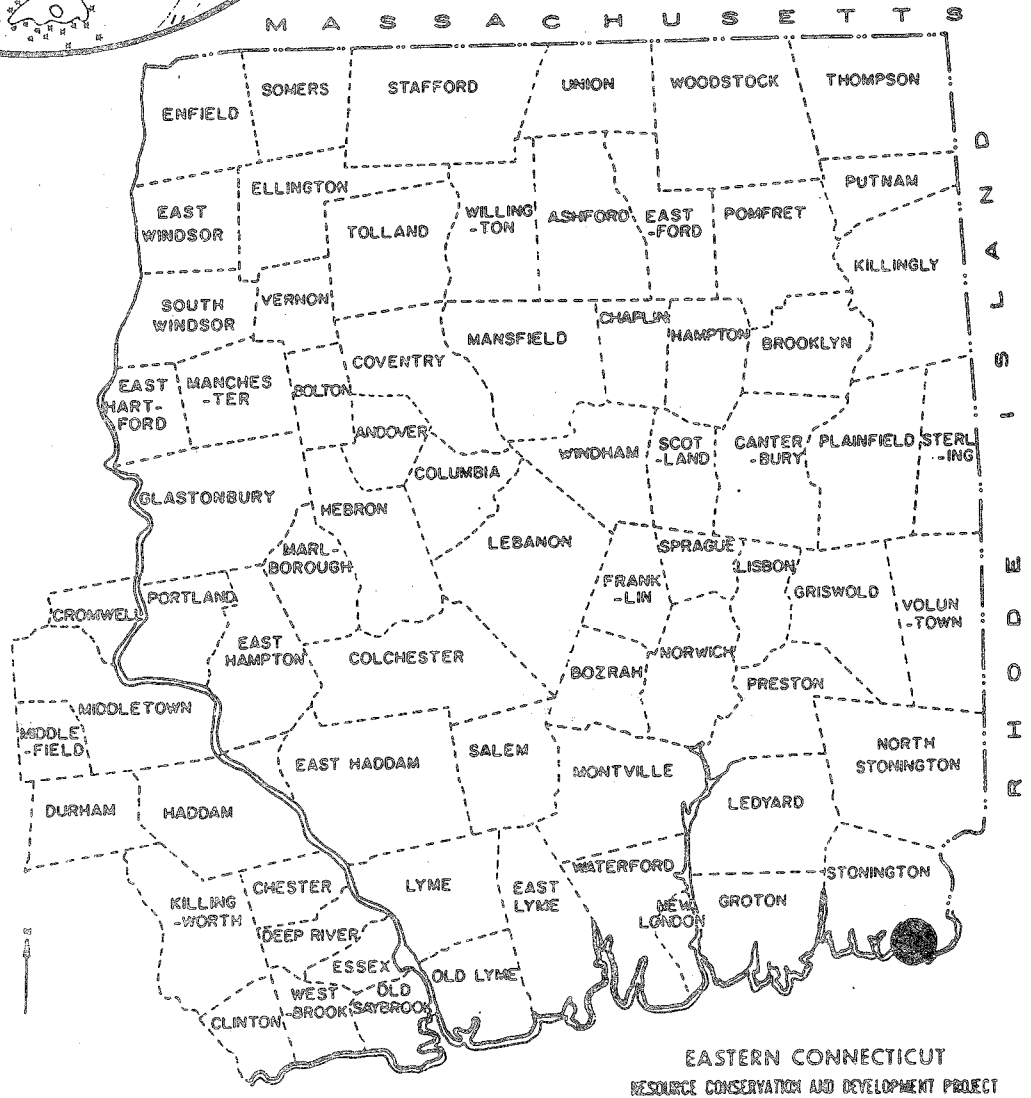 M A S S A C H U S E T T S
SOMERS
STAFFORD
UNION
WOODSTOCK
THOMPSON
ENFIELD
ELLINGTON
PUTNAM
EAST
WINDSOR
TOLLAND
WILLING
-TON
ASHFORD
EAST
-FORD
POMFRET
KILLINGLY
SOUTH
WINDSOR
VERNON
MANSFIELD
CHAPLIN
HAMPTON
BROOKLYN
COVENTRY
EAST
HART-
FORD
MANCHES
-TER
BOLTON
ANDOVER
COLUMBIA
WINDHAM
SCOT
-LAND
CANTER
-BURY
PLAINFIELD
STERL
-ING
GLASTONBURY
HEBRON
LEBANON
MARL-
BOROUGH
SPRAGUE
LISBON
FRANK
-LIN
GRISWOLD
VOLUN
-TOWN
CROMWELL
PORTLAND
EAST
HAMPTON
COLCHESTER
BOZRAH
NORWICH
PRESTON
MIDDLETOWN
MIDDLE
-FIELD
EAST HADDAM
SALEM
MONTVILLE
NORTH
STONINGTON
DURHAM
HADDAM
LEDYARD
WATERFORD
STONINGTON
KILLING
-WORTH
CHESTER
LYME
EAST
LYME
NEW
LONDON
GROTON
DEEP RIVER
ESSEX
OLD LYME
WEST
-BROOK
OLD
SAYBROOK
CLINTON
R H O D E I S L A N D
EASTERN CONNECTICUT
RESOURCE CONSERVATION AND DEVELOPMENT PROJECT